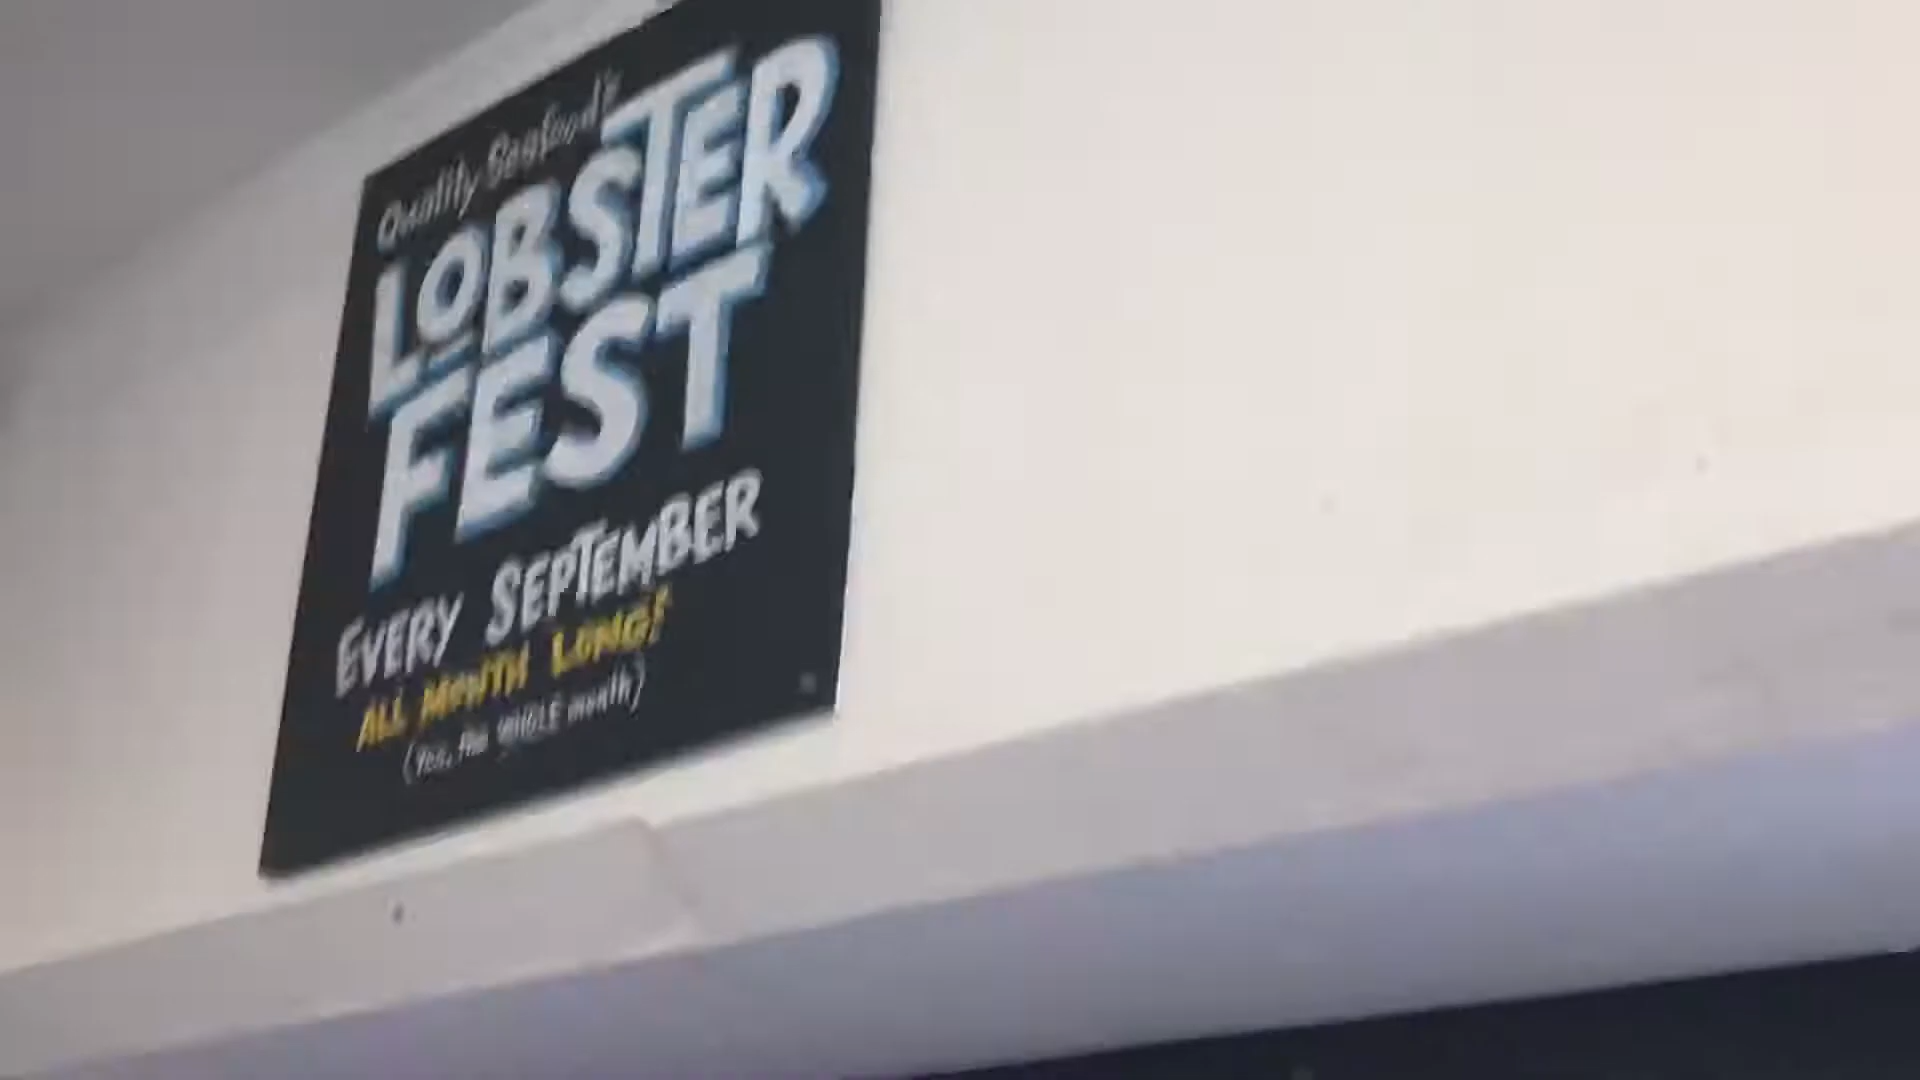 Quality Seafood's
LOBSTER
FEST
EVERY SEPTEMBER
ALL MONTH LONG!
(Yes, the WHOLE month)